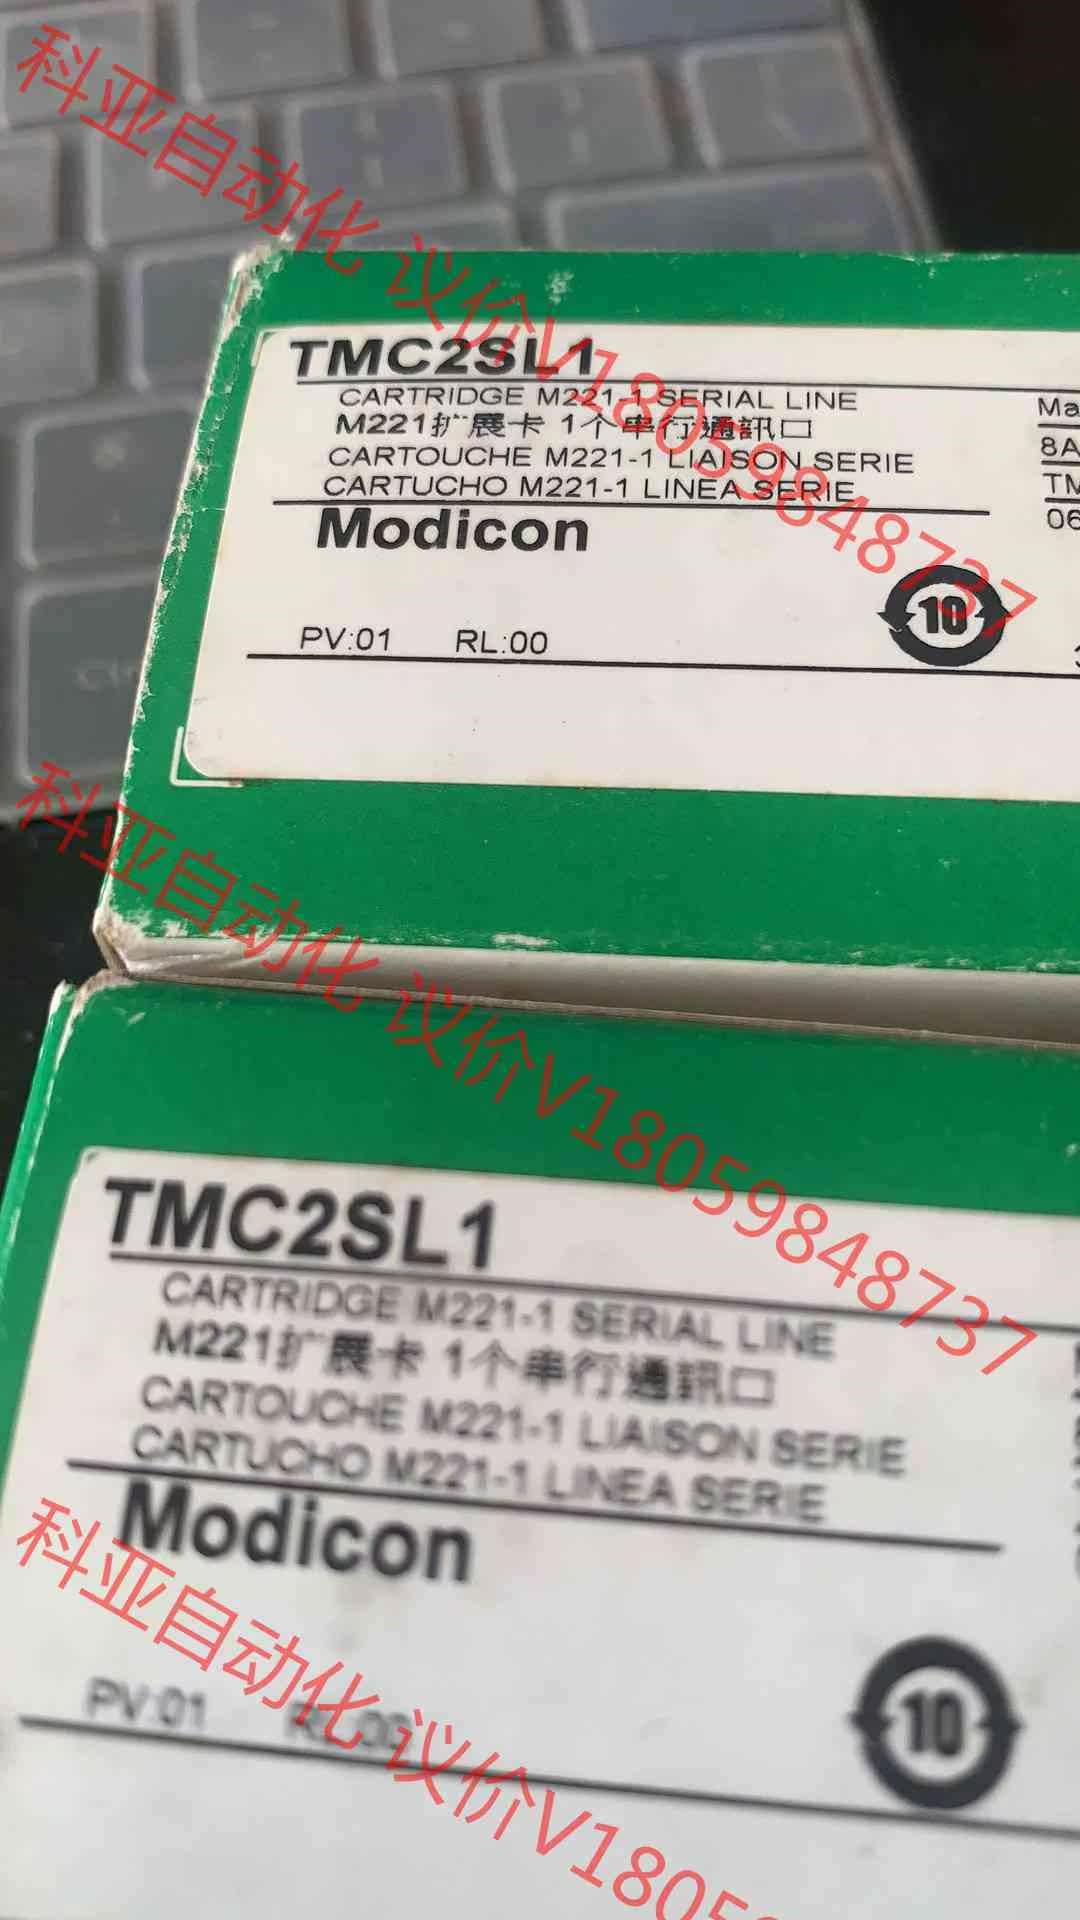 科亚自动化 议价V18059848737
TMC2SL1
CARTRIDGE M221-1 SERIAL LINE
M221扩展卡 1个串行通訊口
CARTOUCHE M221-1 LIAISON SERIE
CARTUCHO M221-1 LINEA SERIE
Modicon
PV:01 RL:00
10
Ma
8A
TM
06
科亚自动化 议价V18059848737
TMC2SL1
CARTRIDGE M221-1 SERIAL LINE
M221扩展卡 1个串行通訊口
CARTOUCHE M221-1 LIAISON SERIE
CARTUCHO M221-1 LINEA SERIE
Modicon
PV:01 RL:00
10
科亚自动化 议价V1805